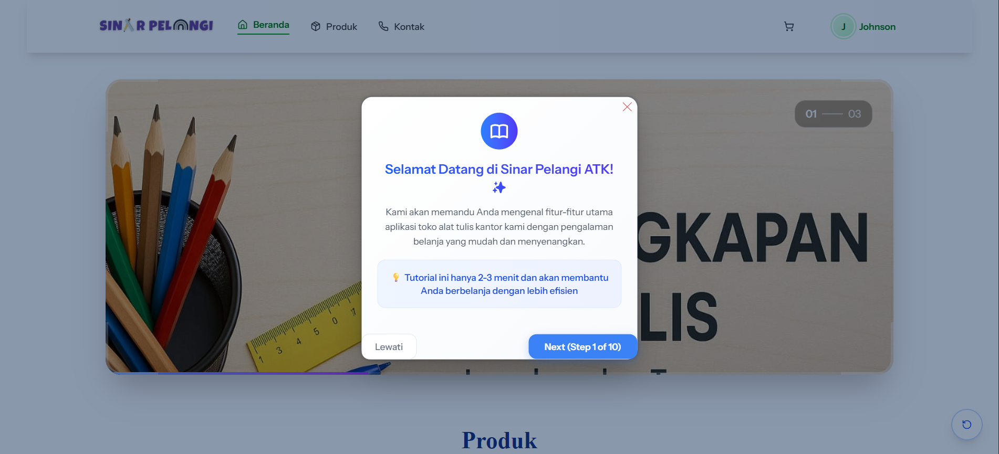 SINAR PELANGI
Beranda
Produk
Kontak
J
Johnson
01
03
Selamat Datang di Sinar Pelangi ATK!
Kami akan memandu Anda mengenal fitur-fitur utama
aplikasi toko alat tulis kantor kami dengan pengalaman
belanja yang mudah dan menyenangkan.
💡 Tutorial ini hanya 2-3 menit dan akan membantu
Anda berbelanja dengan lebih efisien
GKAPAN
LIS
1 3 4 5 0
Lewati
Next (Step 1 of 10)
Produk